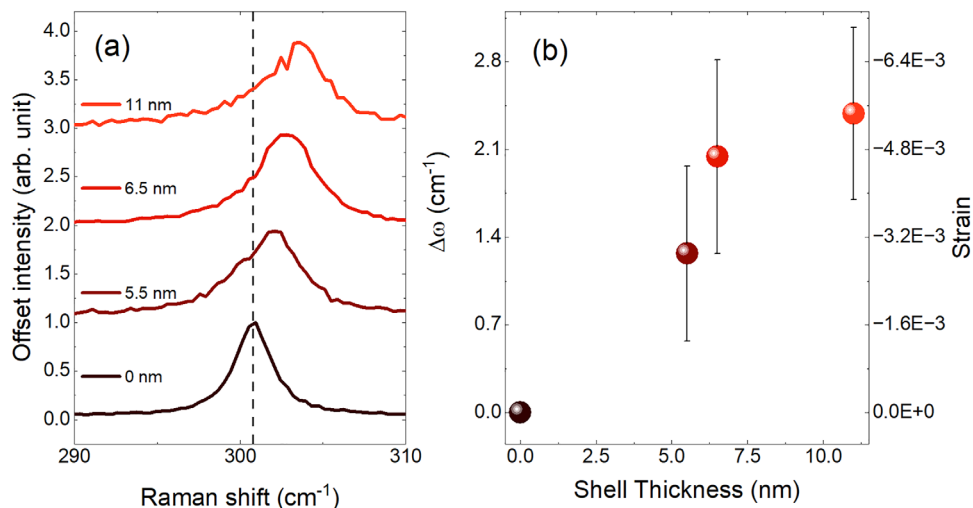 (a)
4.0
3.5
3.0
2.5
2.0
1.5
1.0
0.5
0.0
Offset intensity (arb. unit)
11 nm
6.5 nm
5.5 nm
0 nm
290
300
310
Raman shift (cm⁻¹)
(b)
2.8
2.1
1.4
0.7
0.0
Δω (cm⁻¹)
−6.4E−3
−4.8E−3
−3.2E−3
−1.6E−3
0.0E+0
Strain
0.0
2.5
5.0
7.5
10.0
Shell Thickness (nm)